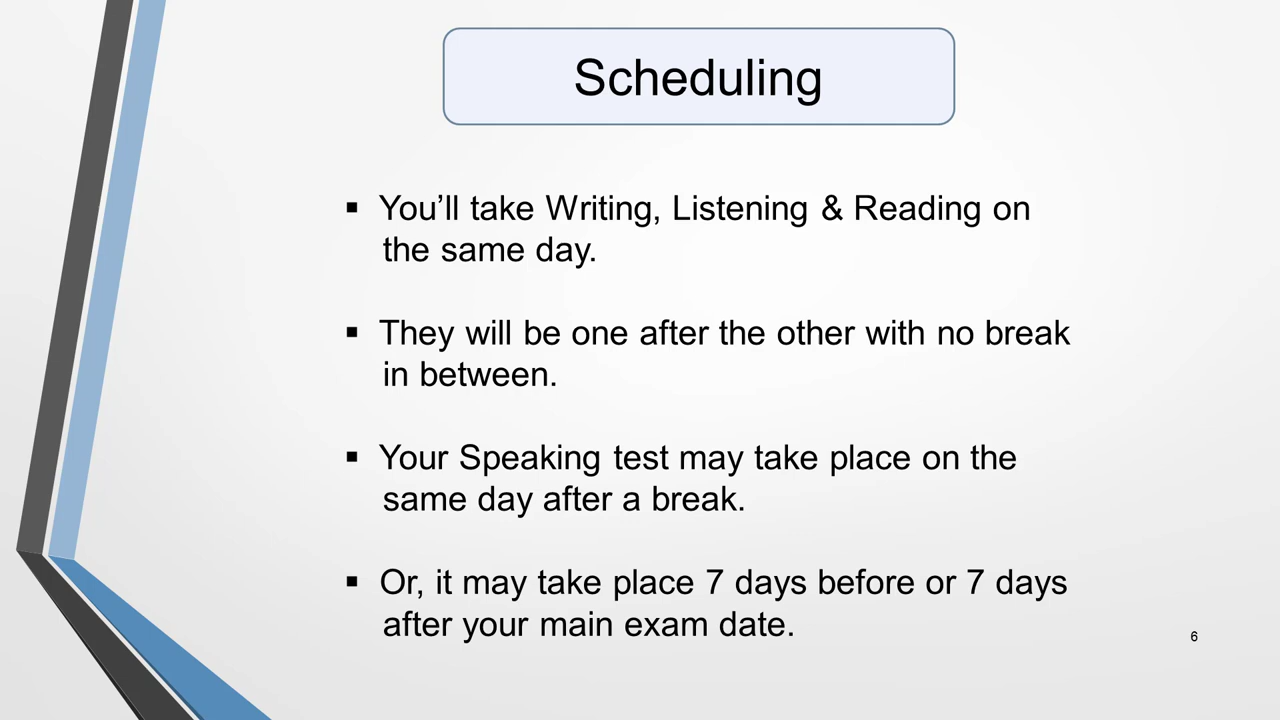 Scheduling
▪ You’ll take Writing, Listening & Reading on
the same day.
▪ They will be one after the other with no break
in between.
▪ Your Speaking test may take place on the
same day after a break.
▪ Or, it may take place 7 days before or 7 days
after your main exam date.
6